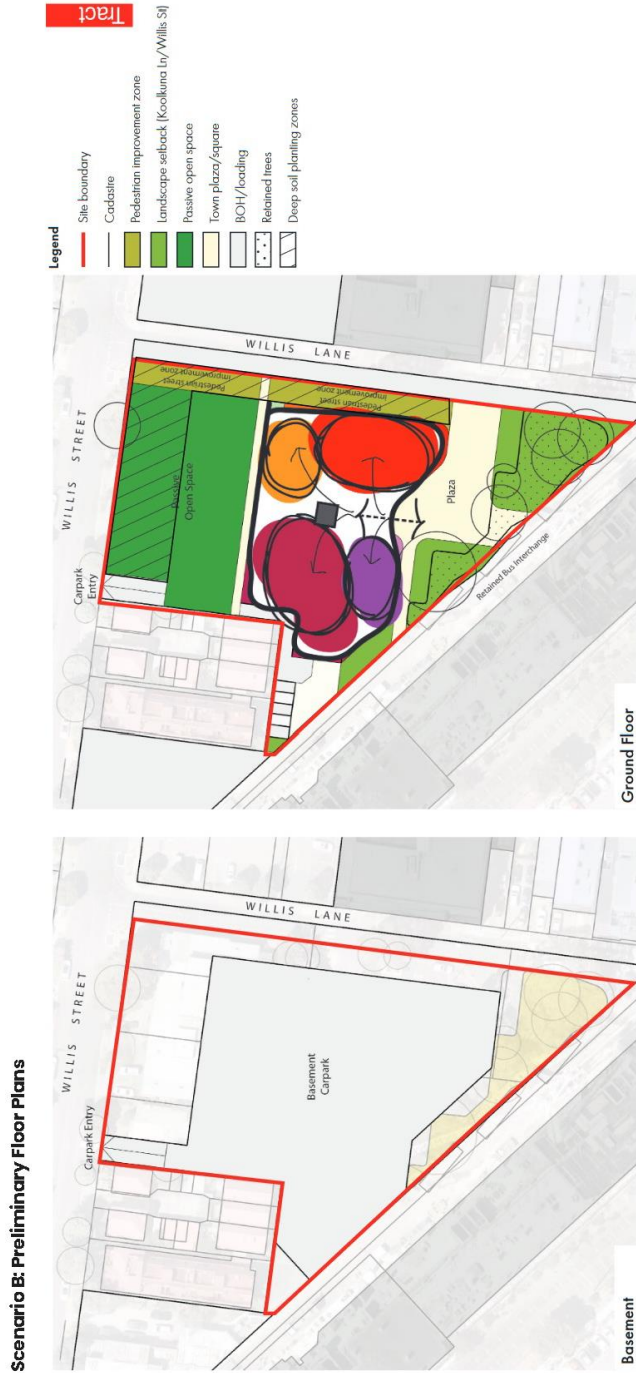 Scenario B: Preliminary Floor Plans
WILLIS STREET
Carpark Entry
WILLIS LANE
Basement
Carpark
Basement
WILLIS STREET
Carpark
Entry
WILLIS LANE
Passive
Open Space
Pedestrian street
improvement zone
Pedestrian street
improvement zone
Plaza
Retained Bus Interchange
Ground Floor
Tract
Legend
Site boundary
Cadastre
Pedestrian improvement zone
Landscape setback (Koolkuna Ln/Willis St)
Passive open space
Town plaza/square
BOH/loading
Retained trees
Deep soil planting zones